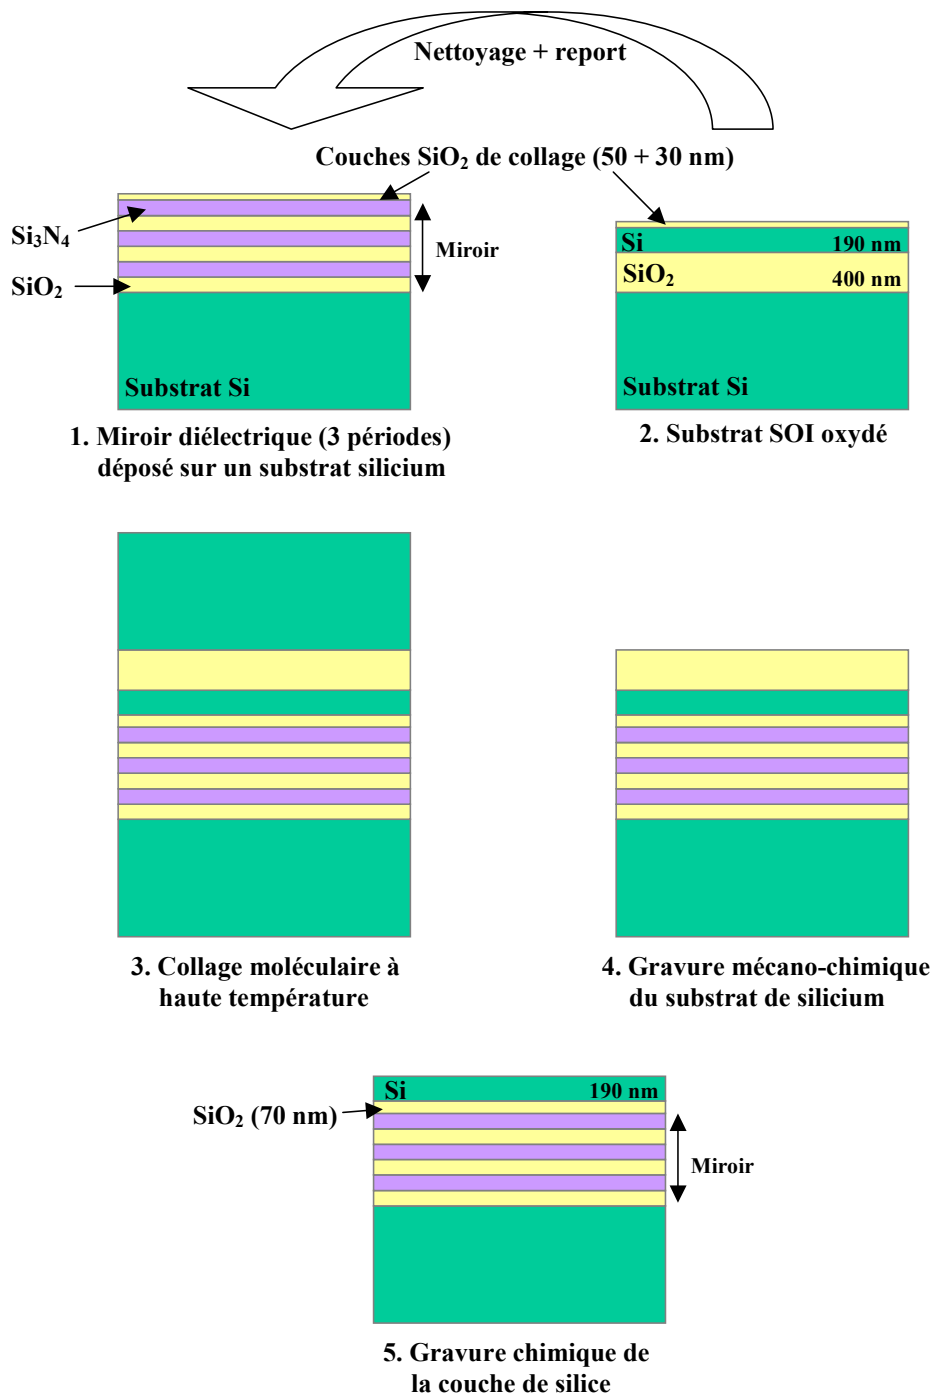 Nettoyage + report
Couches SiO₂ de collage (50 + 30 nm)
Si₃N₄
SiO₂
Miroir
Substrat Si
Si 190 nm
SiO₂ 400 nm
Substrat Si
1. Miroir diélectrique (3 périodes)
déposé sur un substrat silicium
2. Substrat SOI oxydé
3. Collage moléculaire à
haute température
4. Gravure mécano-chimique
du substrat de silicium
Si 190 nm
SiO₂ (70 nm)
Miroir
5. Gravure chimique de
la couche de silice